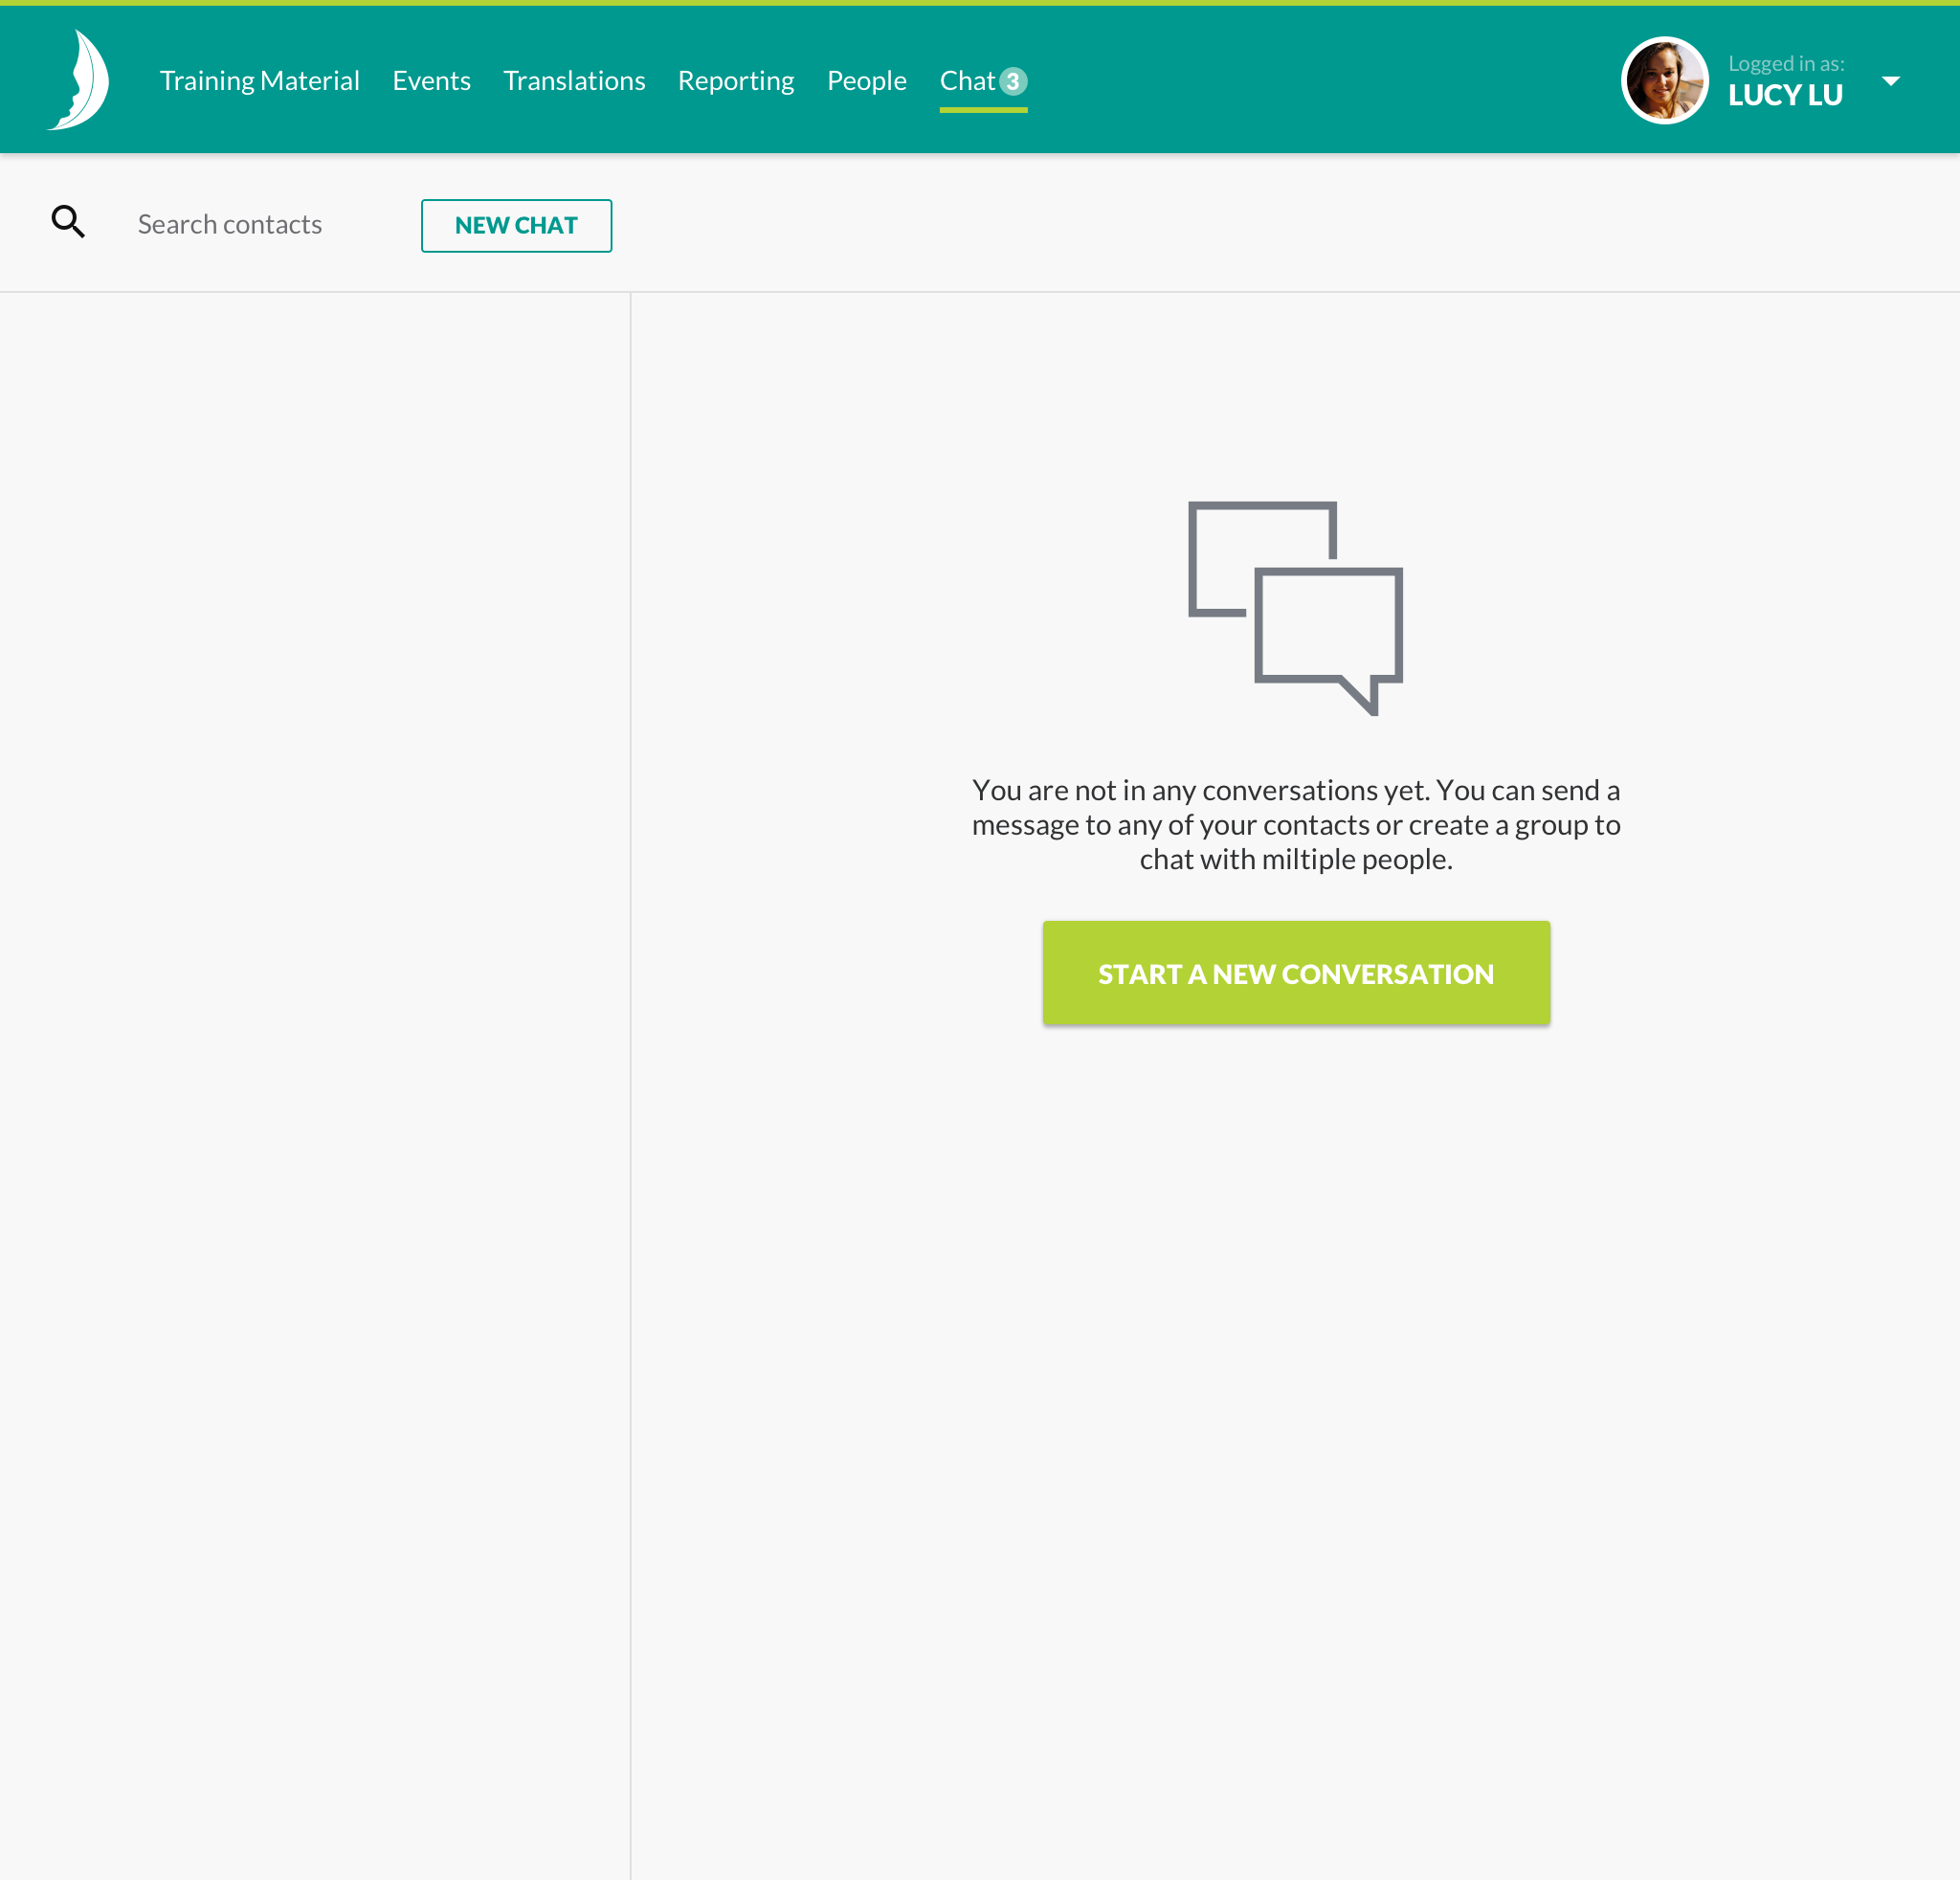 Training Material Events Translations Reporting People Chat 3
Logged in as:
LUCY LU
Search contacts
NEW CHAT
You are not in any conversations yet. You can send a
message to any of your contacts or create a group to
chat with miltiple people.
START A NEW CONVERSATION